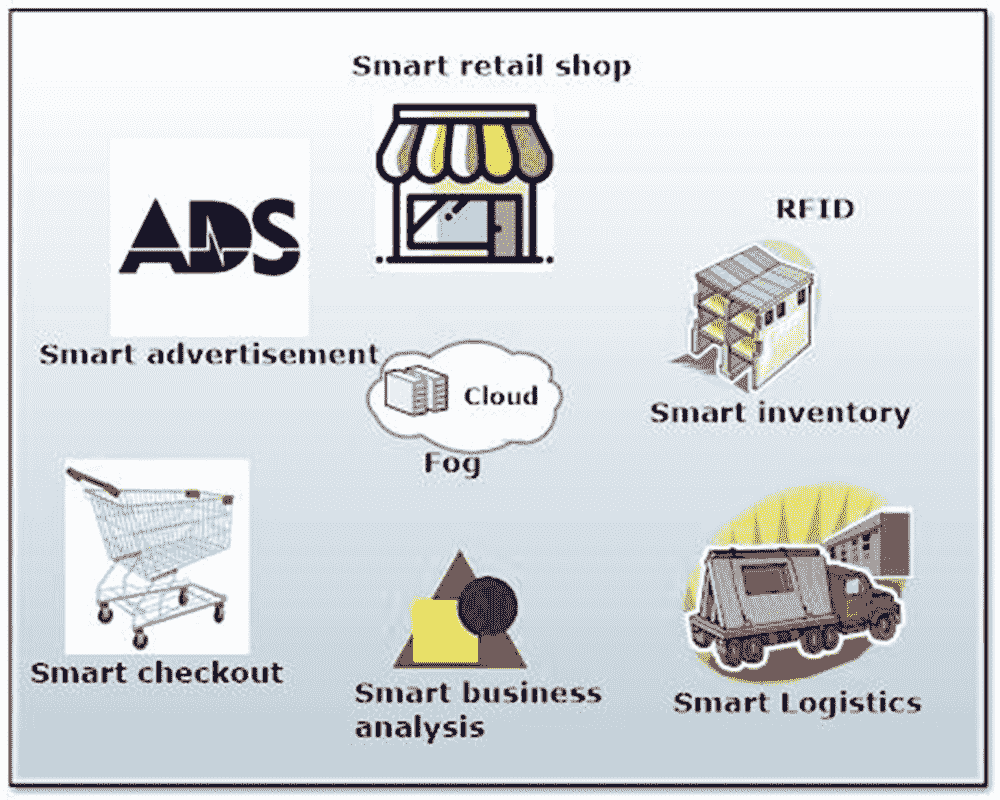 Smart retail shop
ADS
RFID
Smart advertisement
Cloud
Fog
Smart inventory
Smart checkout
Smart business
analysis
Smart Logistics